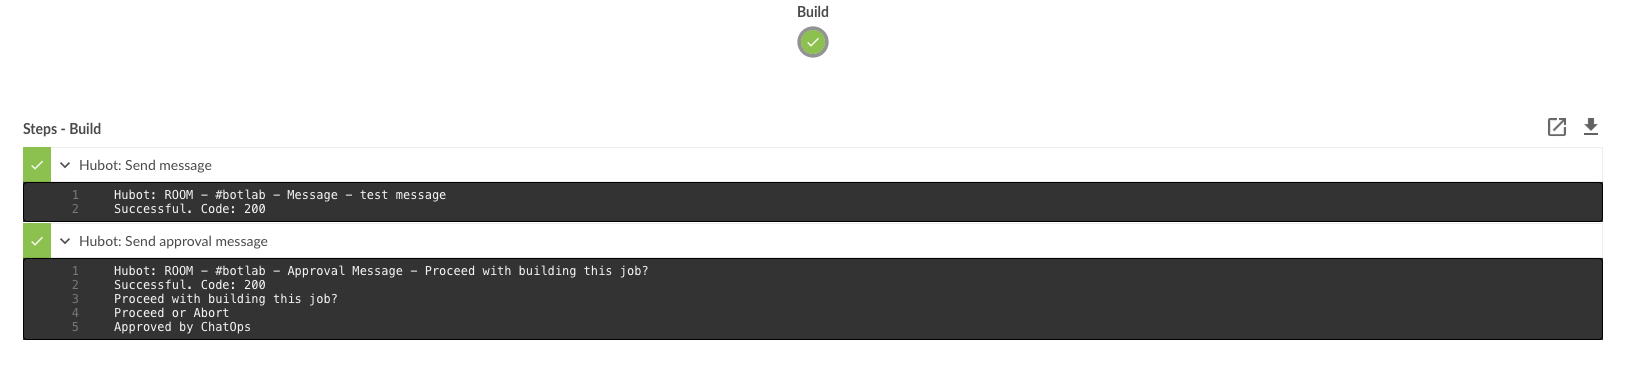 Build
Steps - Build
Hubot: Send message
1 Hubot: ROOM - #botlab - Message - test message
2 Successful. Code: 200
Hubot: Send approval message
1 Hubot: ROOM - #botlab - Approval Message - Proceed with building this job?
2 Successful. Code: 200
3 Proceed with building this job?
4 Proceed or Abort
5 Approved by ChatOps